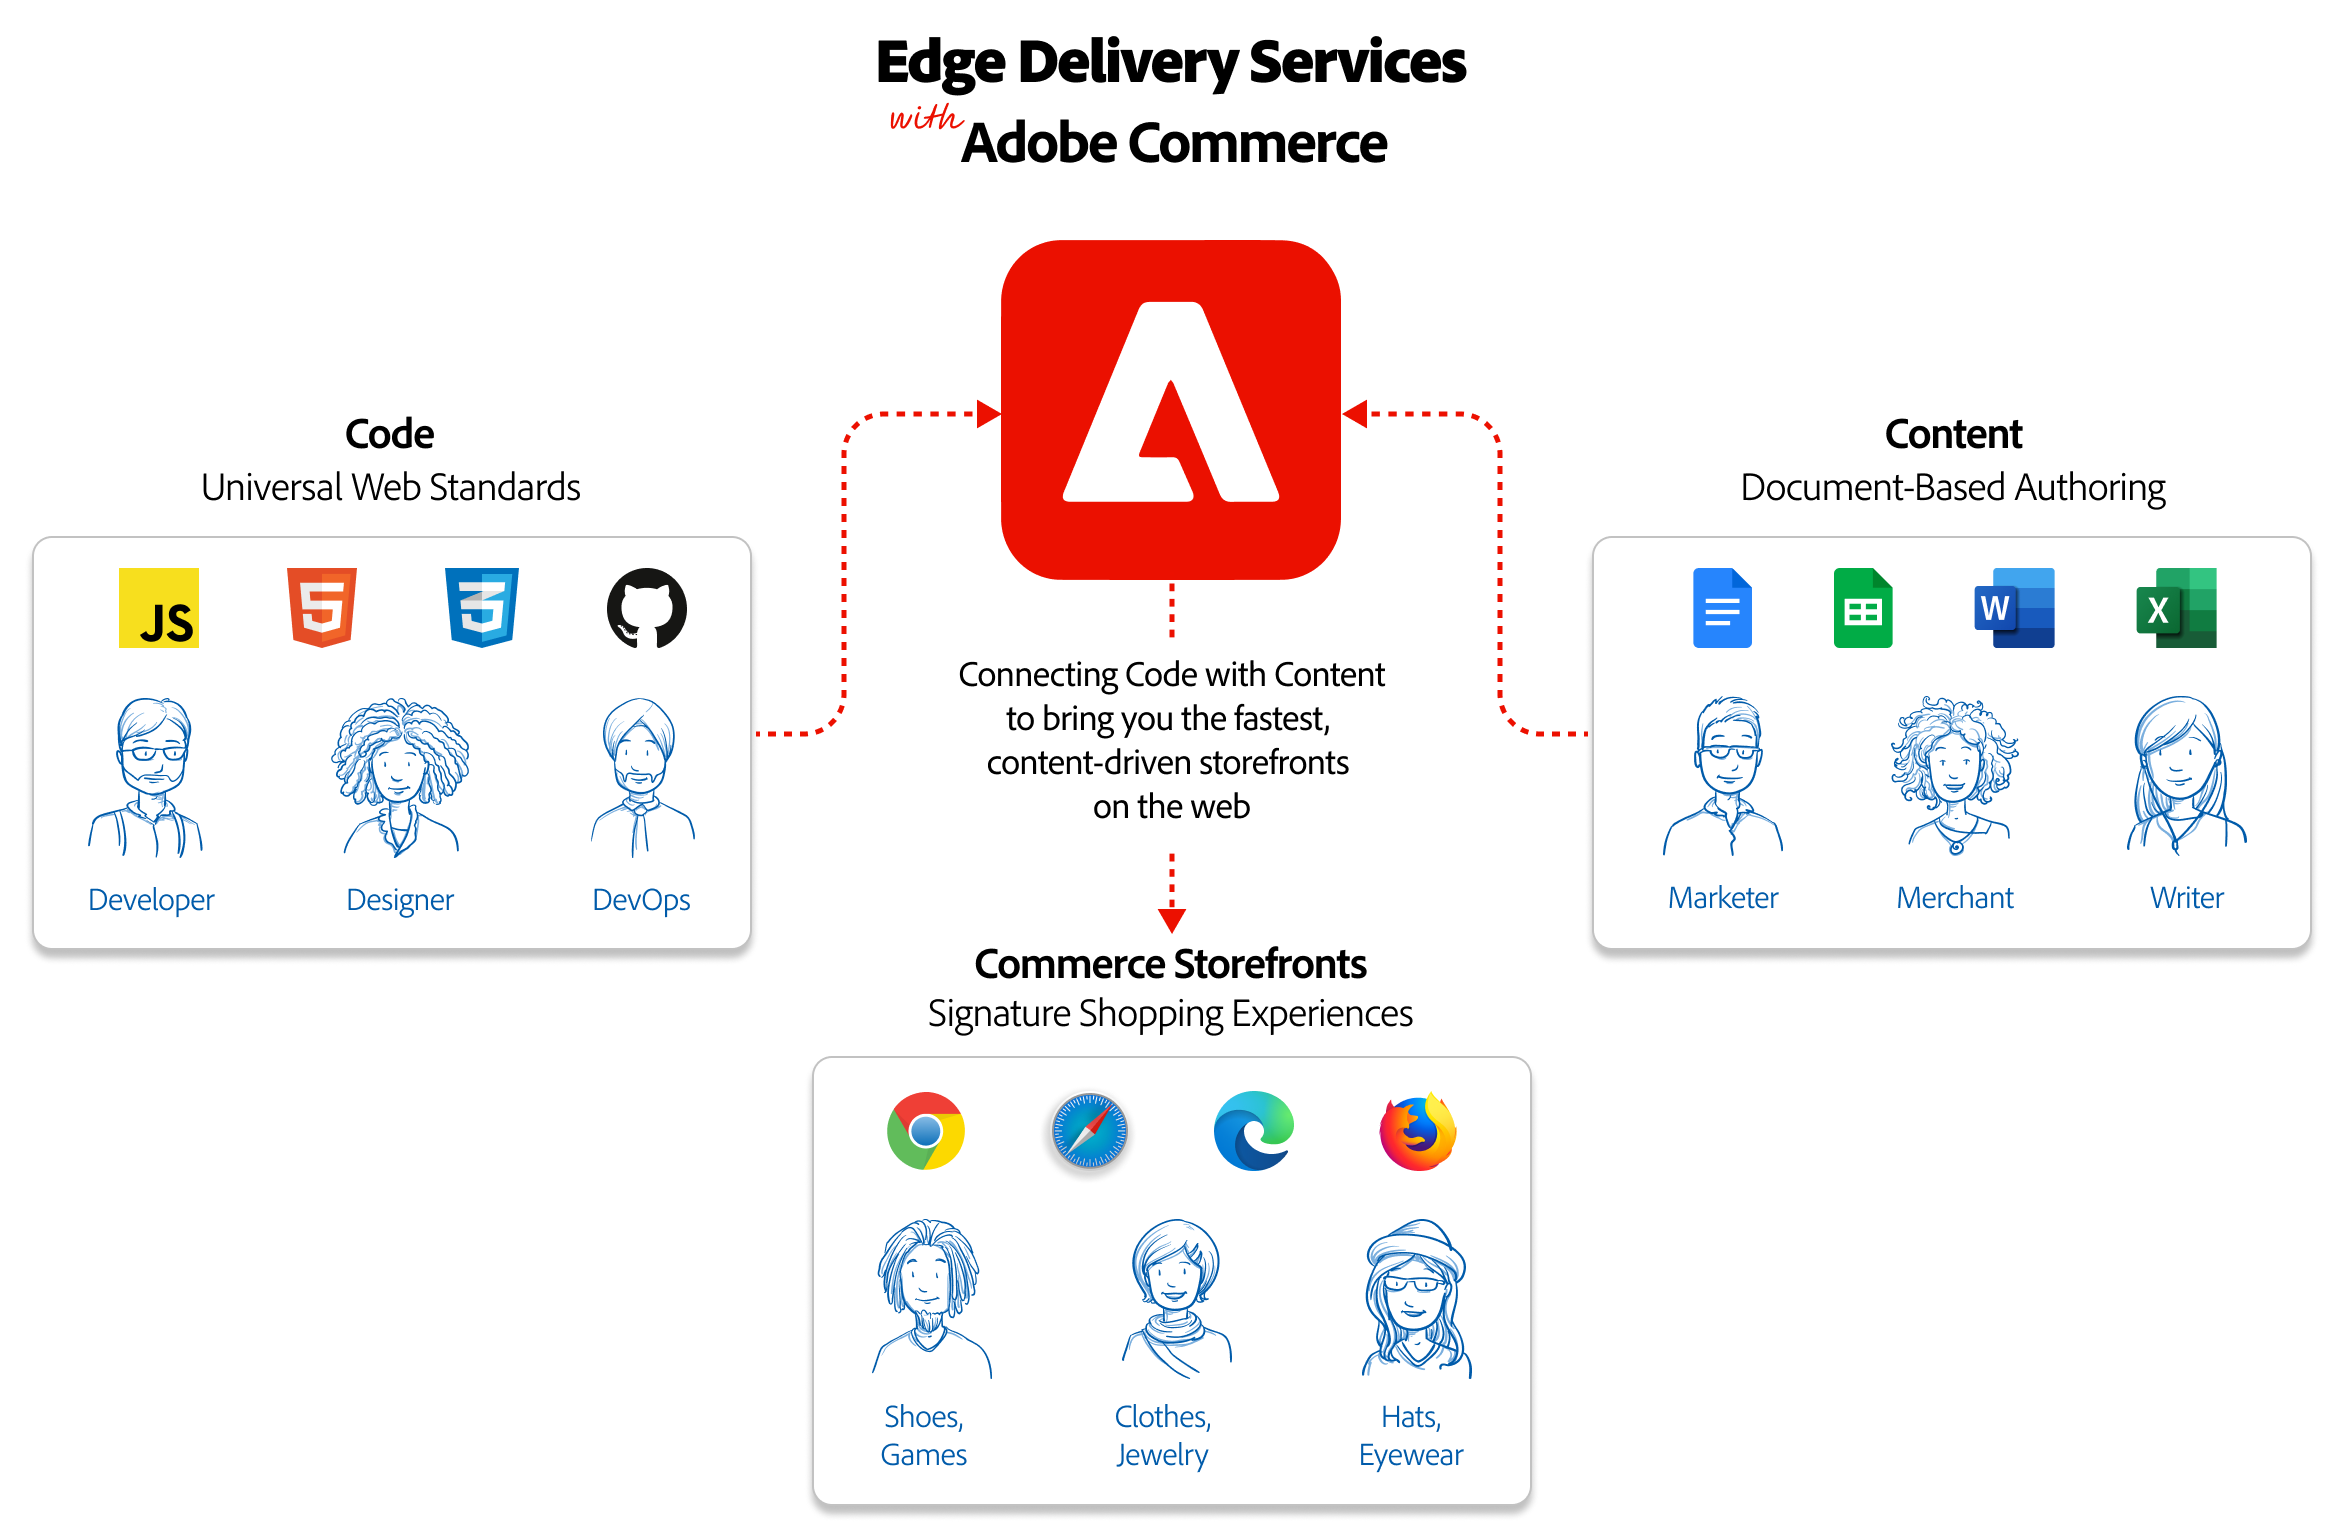 Edge Delivery Services
with Adobe Commerce
Code
Universal Web Standards
JS
5
3
Developer
Designer
DevOps
Connecting Code with Content
to bring you the fastest,
content-driven storefronts
on the web
Content
Document-Based Authoring
W
X
Marketer
Merchant
Writer
Commerce Storefronts
Signature Shopping Experiences
Shoes,
Games
Clothes,
Jewelry
Hats,
Eyewear